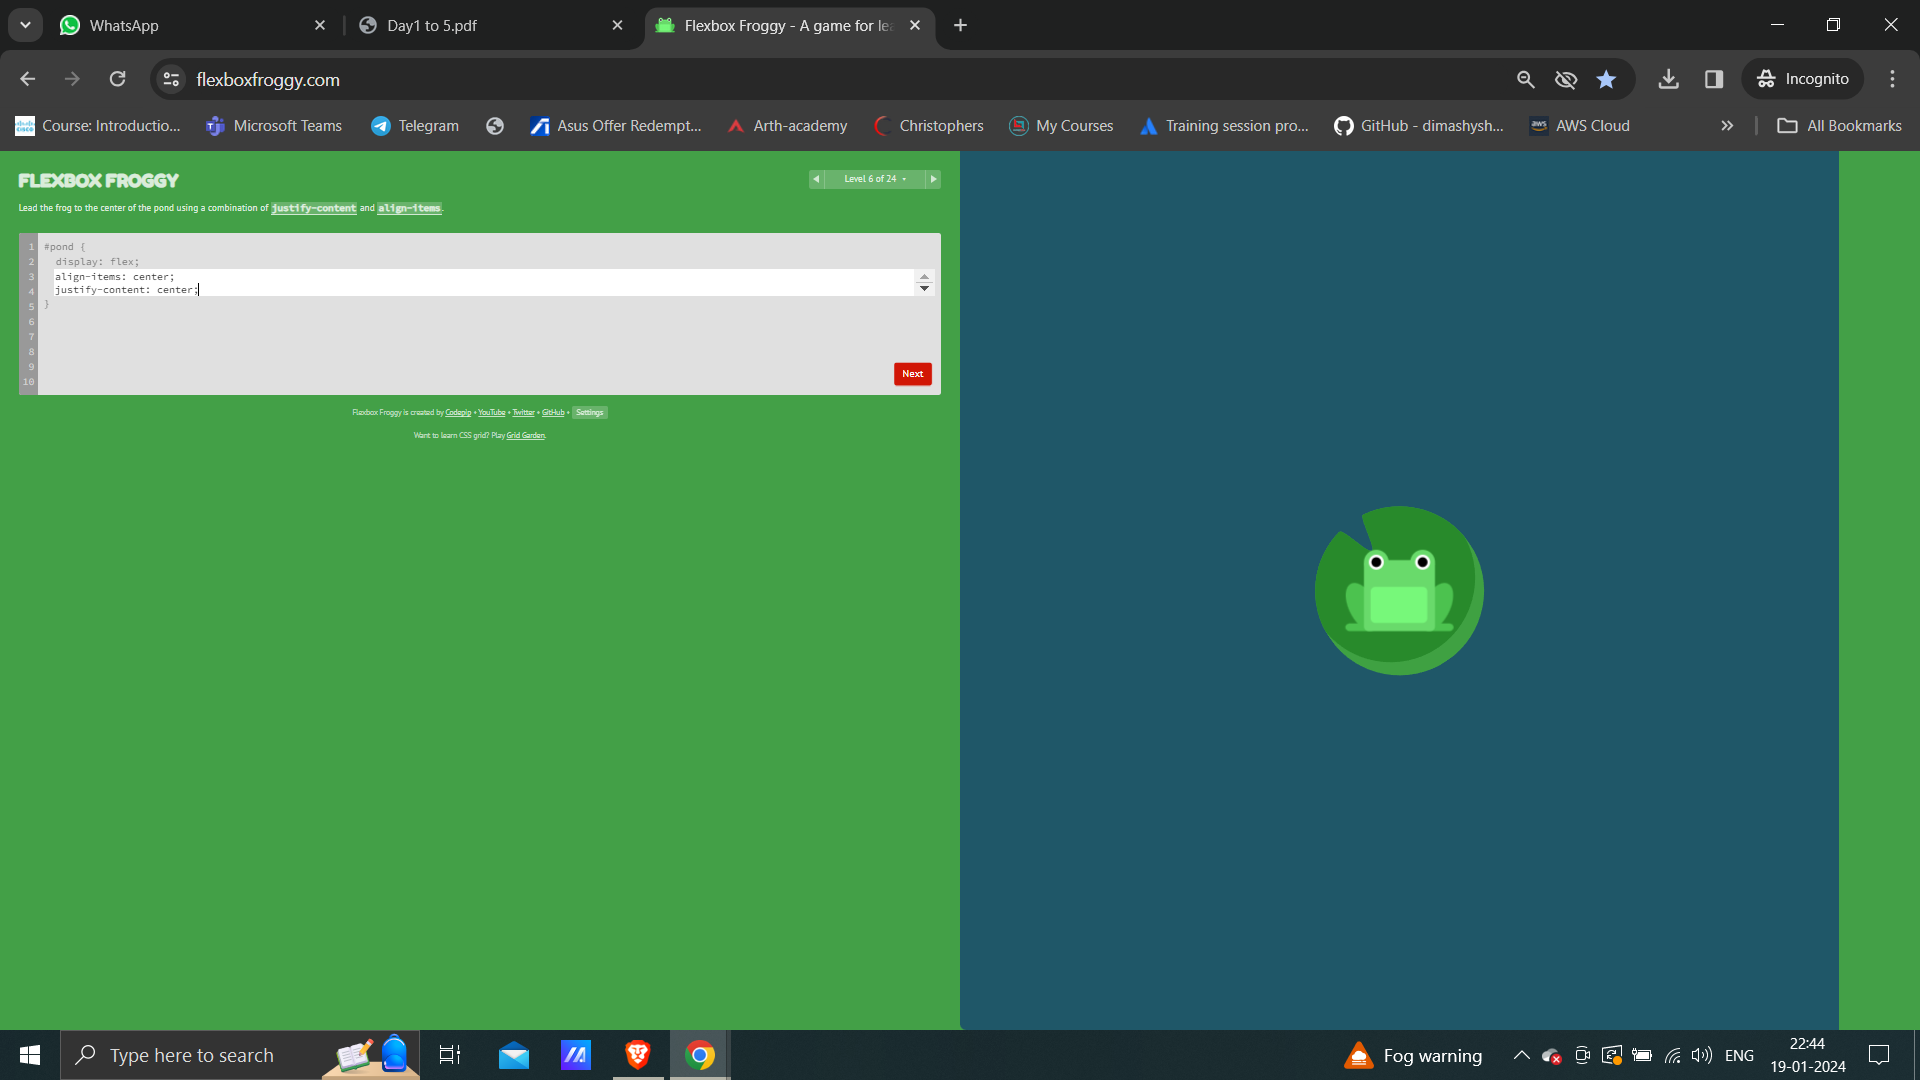 WhatsApp
Day1 to 5.pdf
Flexbox Froggy - A game for le
flexboxfroggy.com
Incognito
Course: Introductio...
Microsoft Teams
Telegram
Asus Offer Redempt...
Arth-academy
Christophers
My Courses
Training session pro...
GitHub - dimashysh...
AWS Cloud
All Bookmarks
FLEXBOX FROGGY
Level 6 of 24
Lead the frog to the center of the pond using a combination of justify-content and align-items.
1 #pond {
2 display: flex;
3 align-items: center;
4 justify-content: center;
5 }
6
7
8
9
10
Next
Flexbox Froggy is created by Codepip • YouTube • Twitter • GitHub • Settings
Want to learn CSS grid? Play Grid Garden.
Type here to search
Fog warning
ENG
22:44
19-01-2024